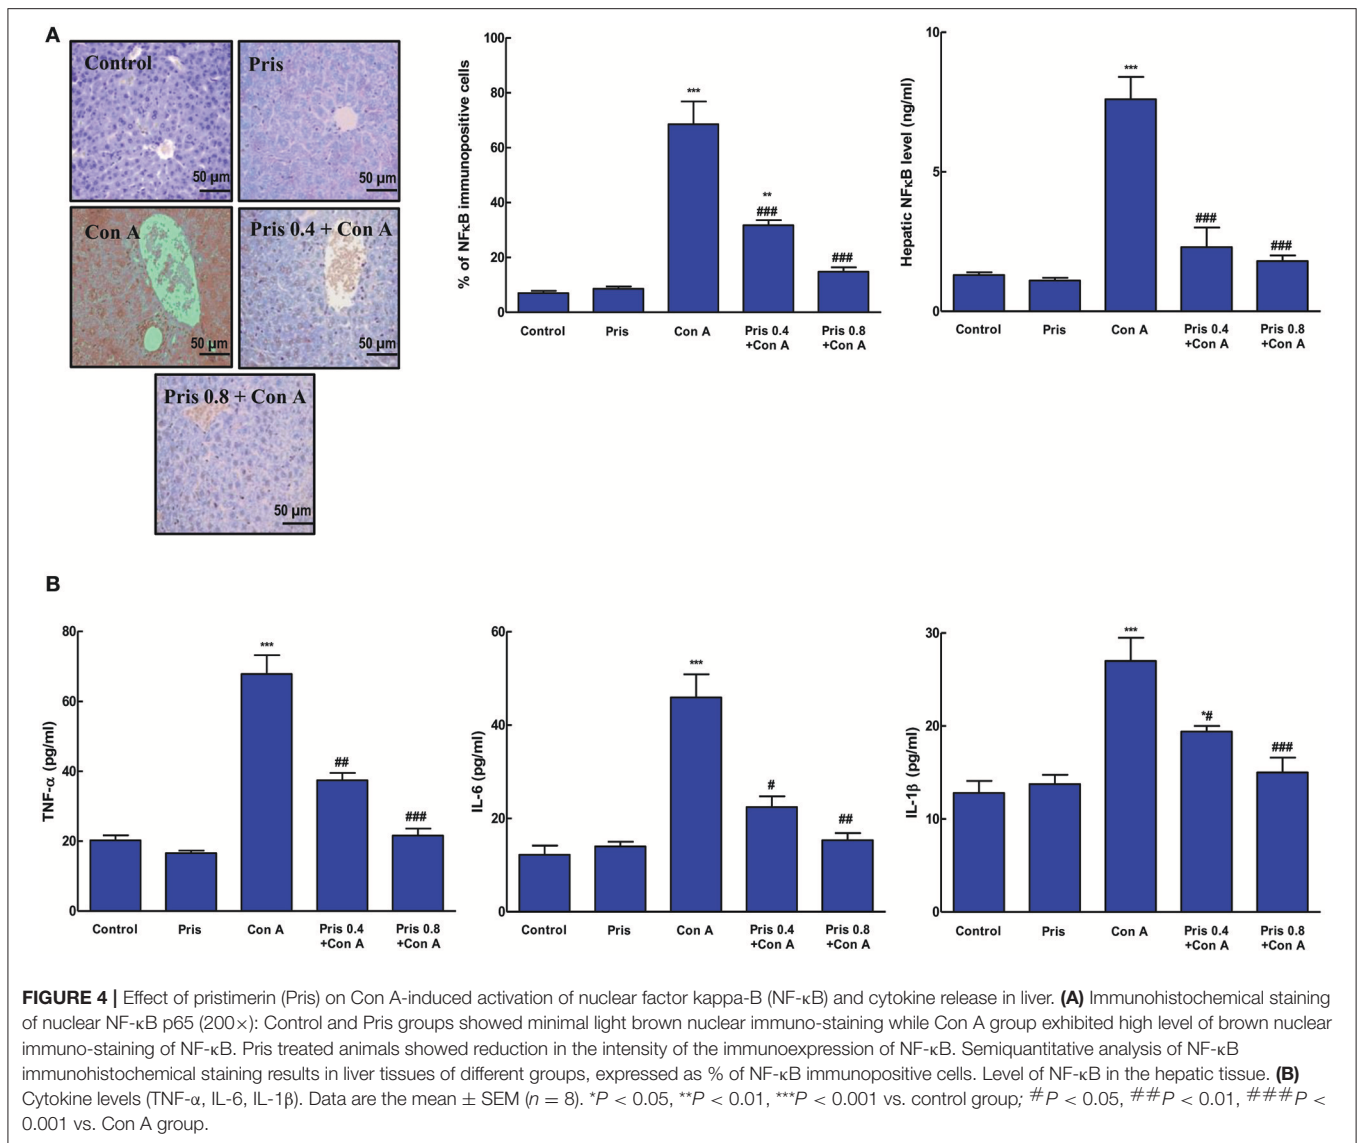 A
Control
50 µm
Pris
50 µm
Con A
50 µm
Pris 0.4 + Con A
50 µm
Pris 0.8 + Con A
50 µm
% of NFκB immunopositive cells
100
80
60
40
20
0
***
**
###
###
Control
Pris
Con A
Pris 0.4
+Con A
Pris 0.8
+Con A
Hepatic NFκB level (ng/ml)
10
5
0
***
###
###
Control
Pris
Con A
Pris 0.4
+Con A
Pris 0.8
+Con A
B
TNF-α (pg/ml)
80
60
40
20
0
***
##
###
Control
Pris
Con A
Pris 0.4
+Con A
Pris 0.8
+Con A
IL-6 (pg/ml)
60
40
20
0
***
#
##
Control
Pris
Con A
Pris 0.4
+Con A
Pris 0.8
+Con A
IL-1β (pg/ml)
30
20
10
0
***
*#
###
Control
Pris
Con A
Pris 0.4
+Con A
Pris 0.8
+Con A
FIGURE 4 | Effect of pristimerin (Pris) on Con A-induced activation of nuclear factor kappa-B (NF-κB) and cytokine release in liver. (A) Immunohistochemical staining
of nuclear NF-κB p65 (200×): Control and Pris groups showed minimal light brown nuclear immuno-staining while Con A group exhibited high level of brown nuclear
immuno-staining of NF-κB. Pris treated animals showed reduction in the intensity of the immunoexpression of NF-κB. Semiquantitative analysis of NF-κB
immunohistochemical staining results in liver tissues of different groups, expressed as % of NF-κB immunopositive cells. Level of NF-κB in the hepatic tissue. (B)
Cytokine levels (TNF-α, IL-6, IL-1β). Data are the mean ± SEM (n = 8). *P < 0.05, **P < 0.01, ***P < 0.001 vs. control group; #P < 0.05, ##P < 0.01, ###P <
0.001 vs. Con A group.